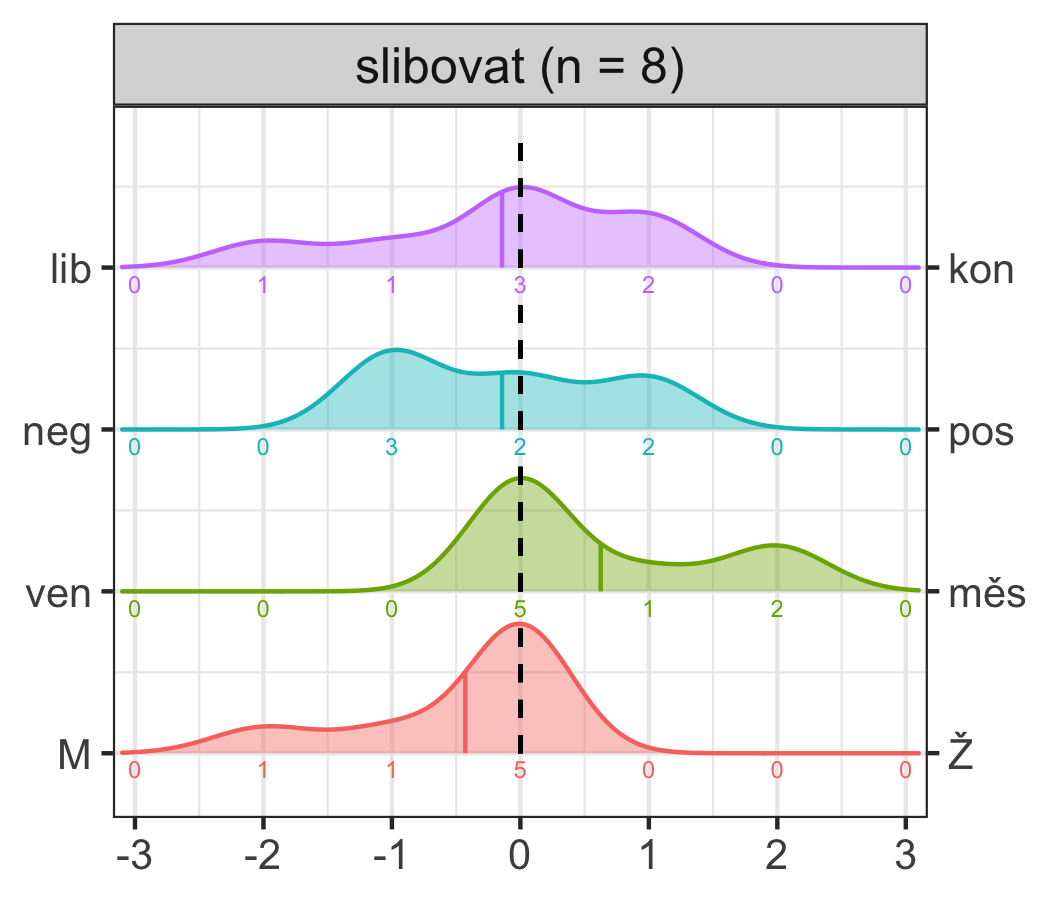 slibovat (n = 8)
lib kon
0 1 1 3 2 0 0
neg pos
0 0 3 2 2 0 0
ven měs
0 0 0 5 1 2 0
M Ž
0 1 1 5 0 0 0
-3 -2 -1 0 1 2 3